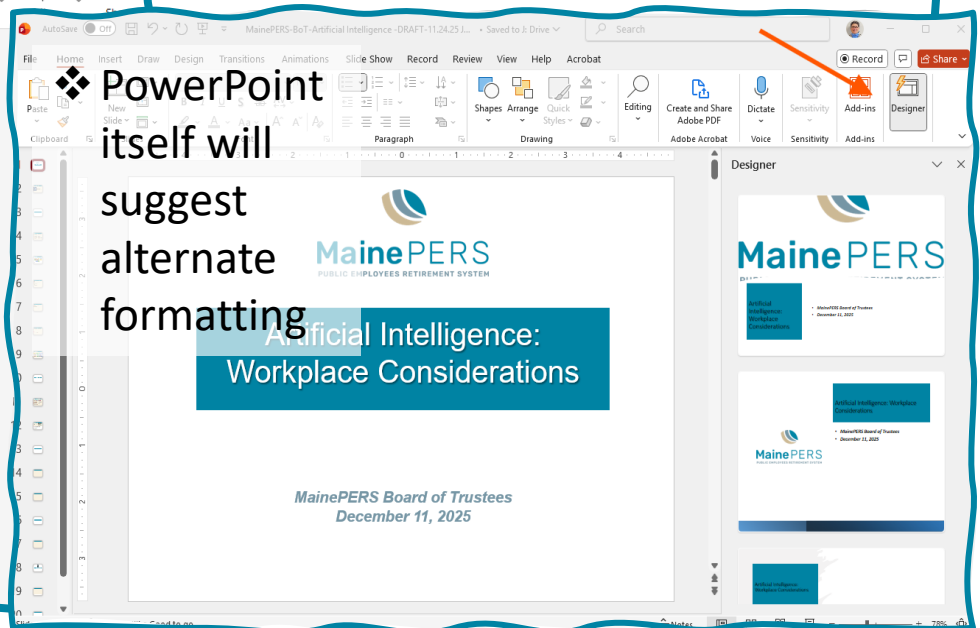 AutoSave Off MainePERS-BoT-Artificial Intelligence -DRAFT-11.24.25 J... • Saved to J: Drive Search
File Home Insert Draw Design Transitions Animations Slide Show Record Review View Help Acrobat Record Share
❖ PowerPoint
itself will
suggest
alternate
formatting
Paste New Slide Shapes Arrange Quick Styles Editing Create and Share Adobe PDF Dictate Sensitivity Add-ins Designer
Clipboard Paragraph Drawing Adobe Acrobat Voice Sensitivity Add-ins
Designer
MainePERS
PUBLIC EMPLOYEES RETIREMENT SYSTEM
Artificial Intelligence:
Workplace Considerations
MainePERS Board of Trustees
December 11, 2025
MainePERS
Artificial
Intelligence:
Workplace
Considerations
• MainePERS Board of Trustees
• December 11, 2025
Artificial Intelligence: Workplace
Considerations
• MainePERS Board of Trustees
• December 11, 2025
MainePERS
PUBLIC EMPLOYEES RETIREMENT SYSTEM
Artificial Intelligence:
Workplace Considerations
Notes 78%